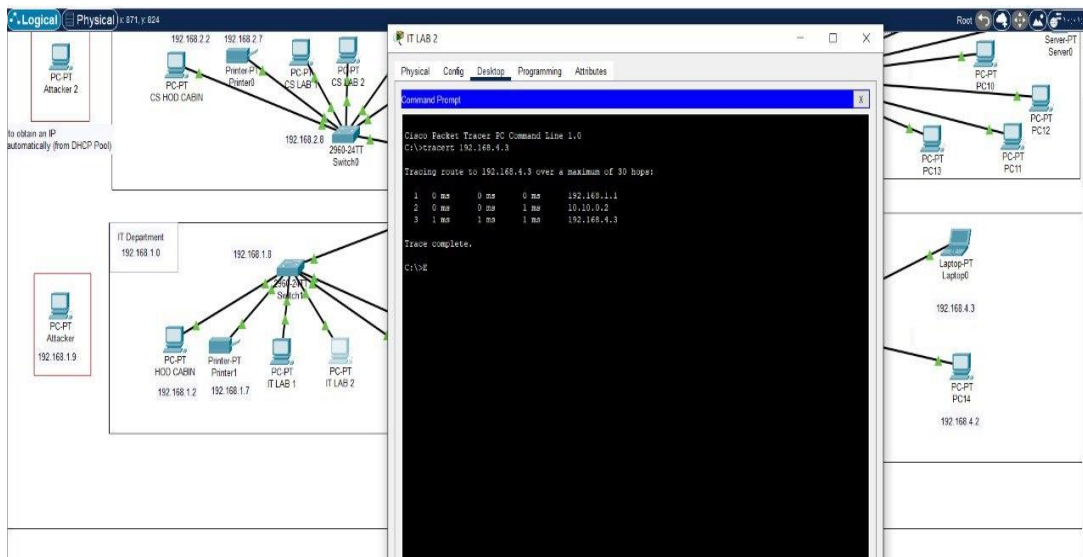 Logical
Physical
x: 871, y: 824
Root
PC-PT
Attacker 2
to obtain an IP
automatically (from DHCP Pool)
192.168.2.2
192.168.2.7
PC-PT
CS HOD CABIN
Printer-PT
Printer0
PC-PT
CS LAB 1
PC-PT
CS LAB 2
192.168.2.8
2960-24TT
Switch0
IT Department
192.168.1.0
192.168.1.8
2960-24TT
Switch1
PC-PT
Attacker
192.168.1.9
PC-PT
HOD CABIN
192.168.1.2
Printer-PT
Printer1
192.168.1.7
PC-PT
IT LAB 1
PC-PT
IT LAB 2
IT LAB 2
Physical Config Desktop Programming Attributes
Command Prompt
X
Cisco Packet Tracer PC Command Line 1.0
C:\>tracert 192.168.4.3
Tracing route to 192.168.4.3 over a maximum of 30 hops:
1 0 ms 0 ms 0 ms 192.168.1.1
2 0 ms 0 ms 1 ms 10.10.0.2
3 1 ms 1 ms 1 ms 192.168.4.3
Trace complete.
C:\>E
Server-PT
Server0
PC-PT
PC10
PC-PT
PC12
PC-PT
PC13
PC-PT
PC11
Laptop-PT
Laptop0
192.168.4.3
PC-PT
PC14
192.168.4.2